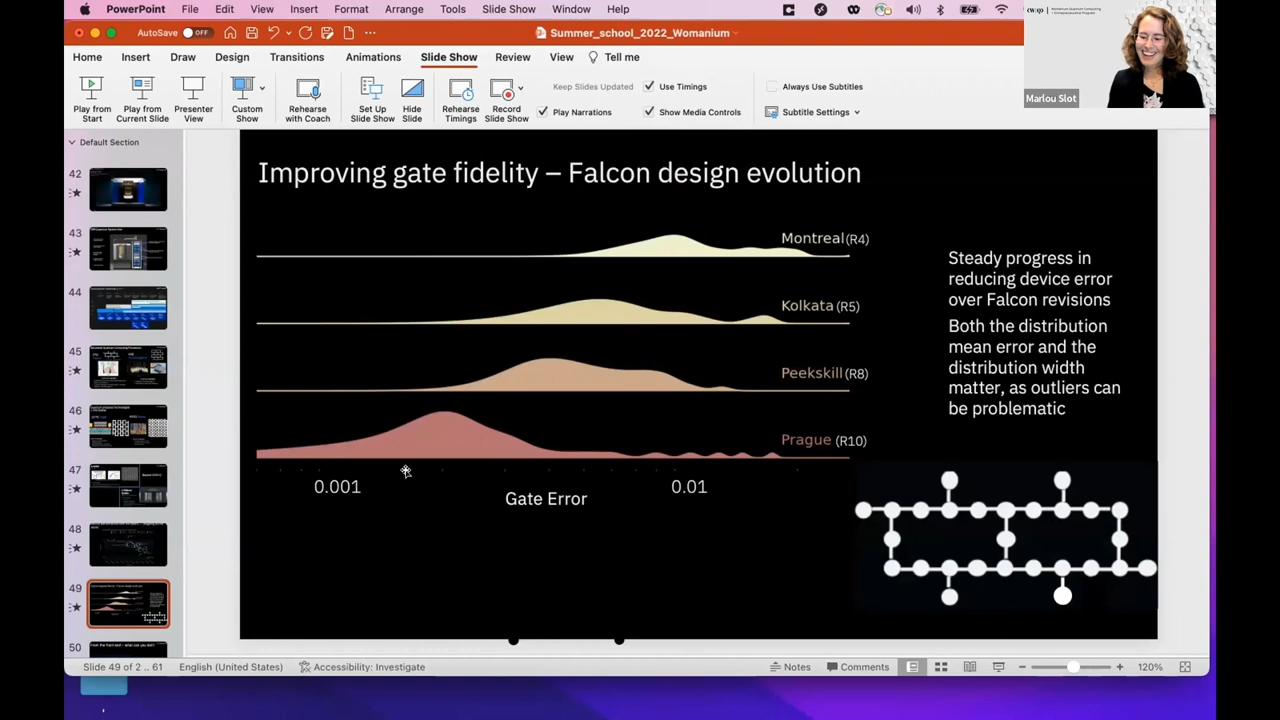 PowerPoint File Edit View Insert Format Arrange Tools Slide Show Window Help
AutoSave OFF Summer_school_2022_Womanium
Home Insert Draw Design Transitions Animations Slide Show Review View Tell me
Play from Start
Play from Current Slide
Presenter View
Custom Show
Rehearse with Coach
Set Up Slide Show
Hide Slide
Rehearse Timings
Record Slide Show
Keep Slides Updated
Use Timings
Always Use Subtitles
Play Narrations
Show Media Controls
Subtitle Settings
Marlou Slot
Default Section
42
43
44
45
46
47
48
49
50
Improving gate fidelity – Falcon design evolution
Montreal (R4)
Kolkata (R5)
Peekskill (R8)
Prague (R10)
0.001
0.01
Gate Error
Steady progress in
reducing device error
over Falcon revisions
Both the distribution
mean error and the
distribution width
matter, as outliers can
be problematic
Slide 49 of 2 .. 61 English (United States) Accessibility: Investigate Notes Comments 120%